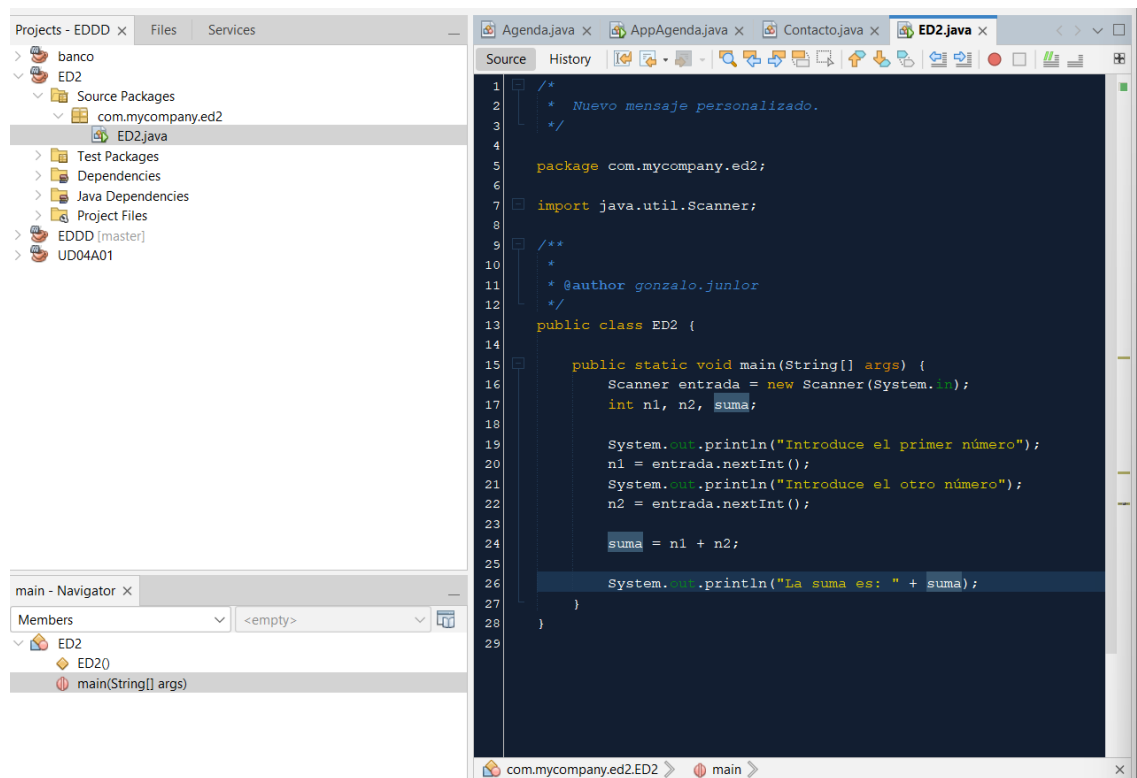 Projects - EDDD × Files Services
banco
ED2
Source Packages
com.mycompany.ed2
ED2.java
Test Packages
Dependencies
Java Dependencies
Project Files
EDDD [master]
UD04A01
main - Navigator ×
Members <empty>
ED2
ED2()
main(String[] args)
Agenda.java × AppAgenda.java × Contacto.java × ED2.java ×
Source History
1 /*
2 * Nuevo mensaje personalizado.
3 */
4
5 package com.mycompany.ed2;
6
7 import java.util.Scanner;
8
9 /**
10 *
11 * @author gonzalo.junlor
12 */
13 public class ED2 {
14
15 public static void main(String[] args) {
16 Scanner entrada = new Scanner(System.in);
17 int n1, n2, suma;
18
19 System.out.println("Introduce el primer número");
20 n1 = entrada.nextInt();
21 System.out.println("Introduce el otro número");
22 n2 = entrada.nextInt();
23
24 suma = n1 + n2;
25
26 System.out.println("La suma es: " + suma);
27 }
28 }
29
com.mycompany.ed2.ED2 main